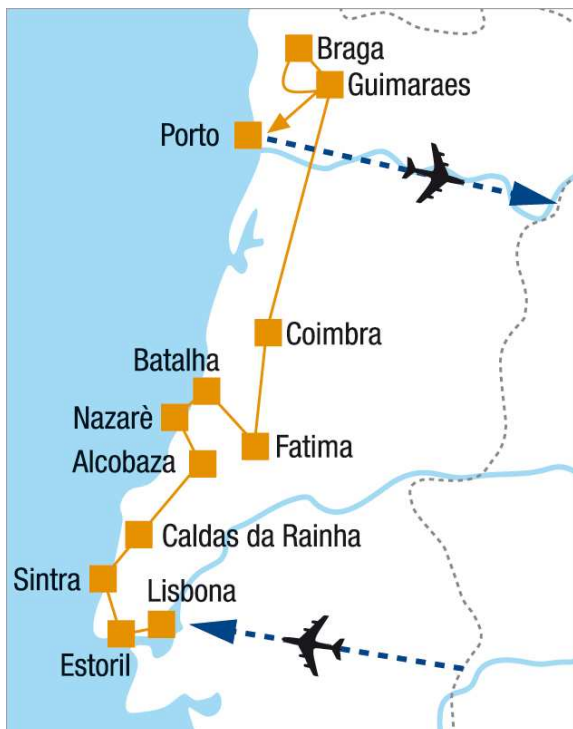 Braga
Guimaraes
Porto
Coimbra
Batalha
Nazarè
Fatima
Alcobaza
Caldas da Rainha
Sintra
Lisbona
Estoril